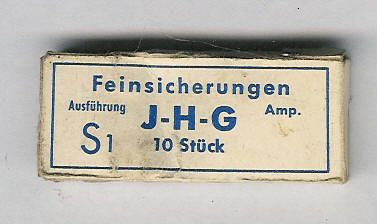 Feinsicherungen
Ausführung J-H-G Amp.
S1 10 Stück